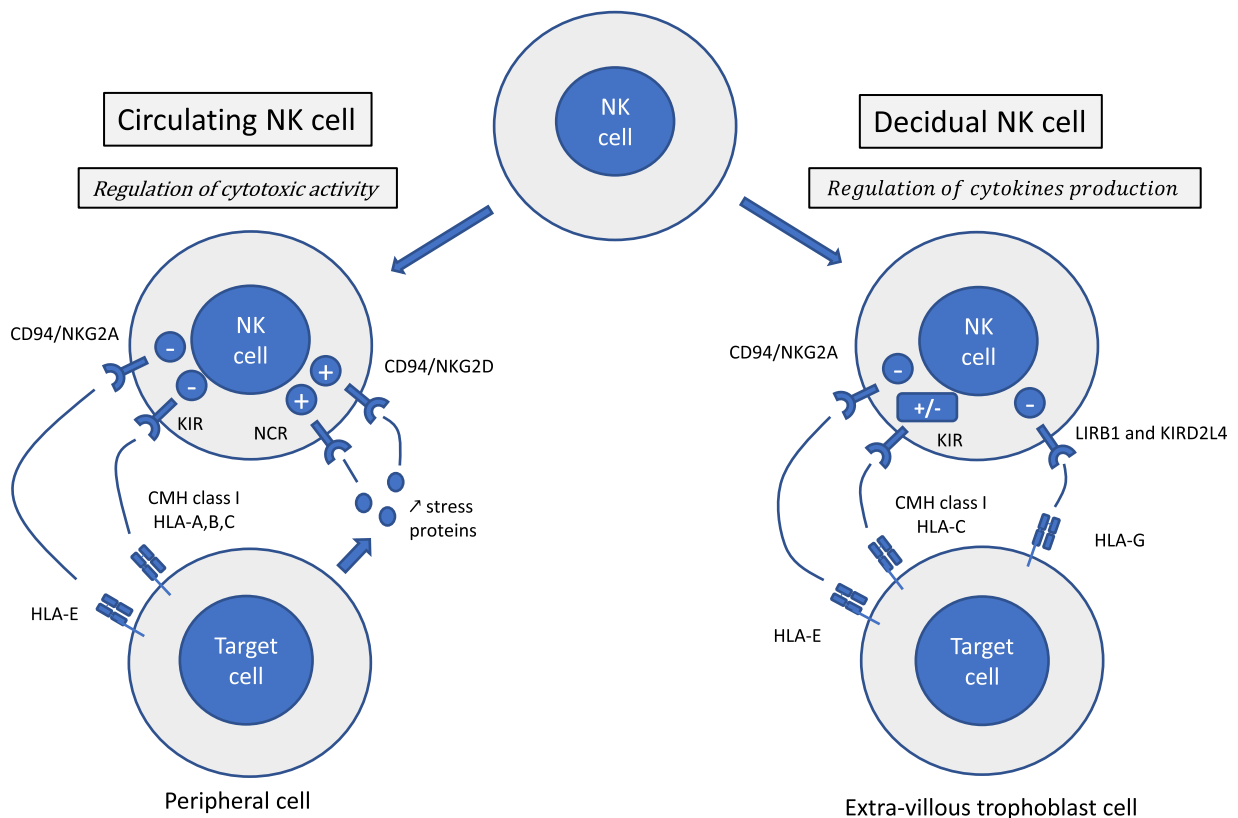 NK
cell
Circulating NK cell
Regulation of cytotoxic activity
Decidual NK cell
Regulation of cytokines production
NK
cell
CD94/NKG2A
-
-
+
+
CD94/NKG2D
KIR
NCR
CMH class I
HLA-A,B,C
↗ stress
proteins
HLA-E
Target
cell
Peripheral cell
NK
cell
CD94/NKG2A
-
+/-
-
KIR
LIRB1 and KIRD2L4
CMH class I
HLA-C
HLA-G
HLA-E
Target
cell
Extra-villous trophoblast cell